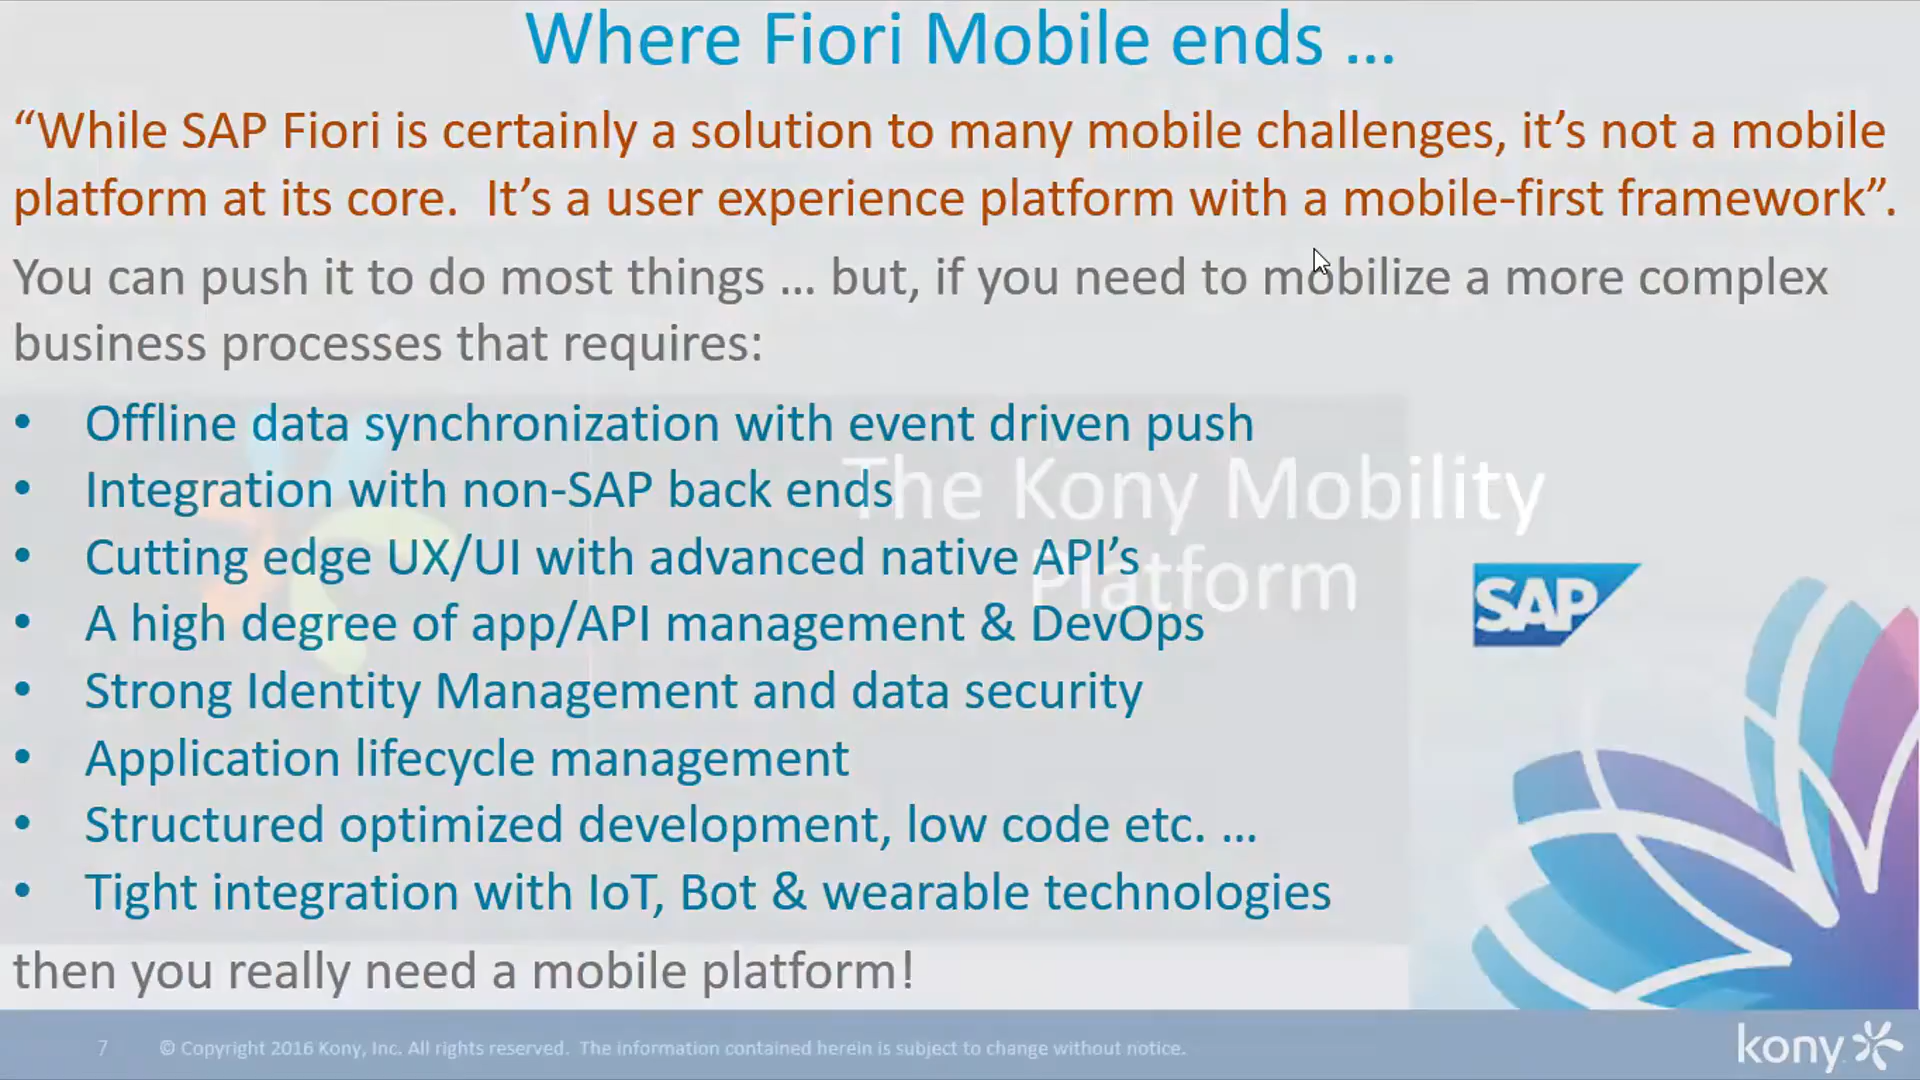 Where Fiori Mobile ends ...
“While SAP Fiori is certainly a solution to many mobile challenges, it’s not a mobile
platform at its core.  It’s a user experience platform with a mobile-first framework”.
You can push it to do most things ... but, if you need to mobilize a more complex
business processes that requires:
• Offline data synchronization with event driven push
• Integration with non-SAP back ends
The Kony Mobility
• Cutting edge UX/UI with advanced native API’s
Platform
SAP
• A high degree of app/API management & DevOps
• Strong Identity Management and data security
• Application lifecycle management
• Structured optimized development, low code etc. ...
• Tight integration with IoT, Bot & wearable technologies
then you really need a mobile platform!
7 © Copyright 2016 Kony, Inc. All rights reserved.  The information contained herein is subject to change without notice.
kony